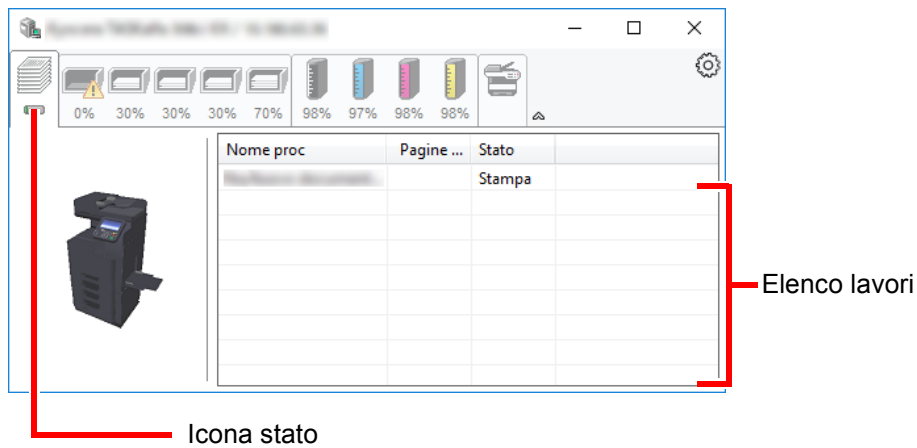 0% 30% 30% 30% 70% 98% 97% 98% 98%
Nome proc Pagine ... Stato
Stampa
Elenco lavori
Icona stato